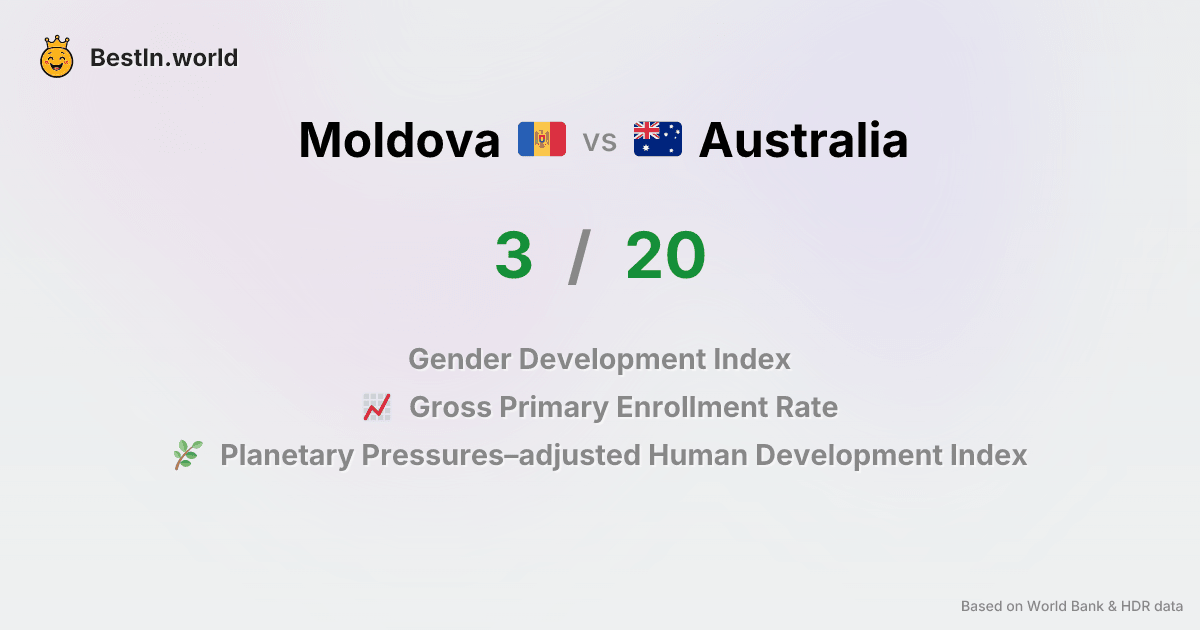 BestIn.world
Moldova vs Australia
3 / 20
Gender Development Index
Gross Primary Enrollment Rate
Planetary Pressures–adjusted Human Development Index
Based on World Bank & HDR data